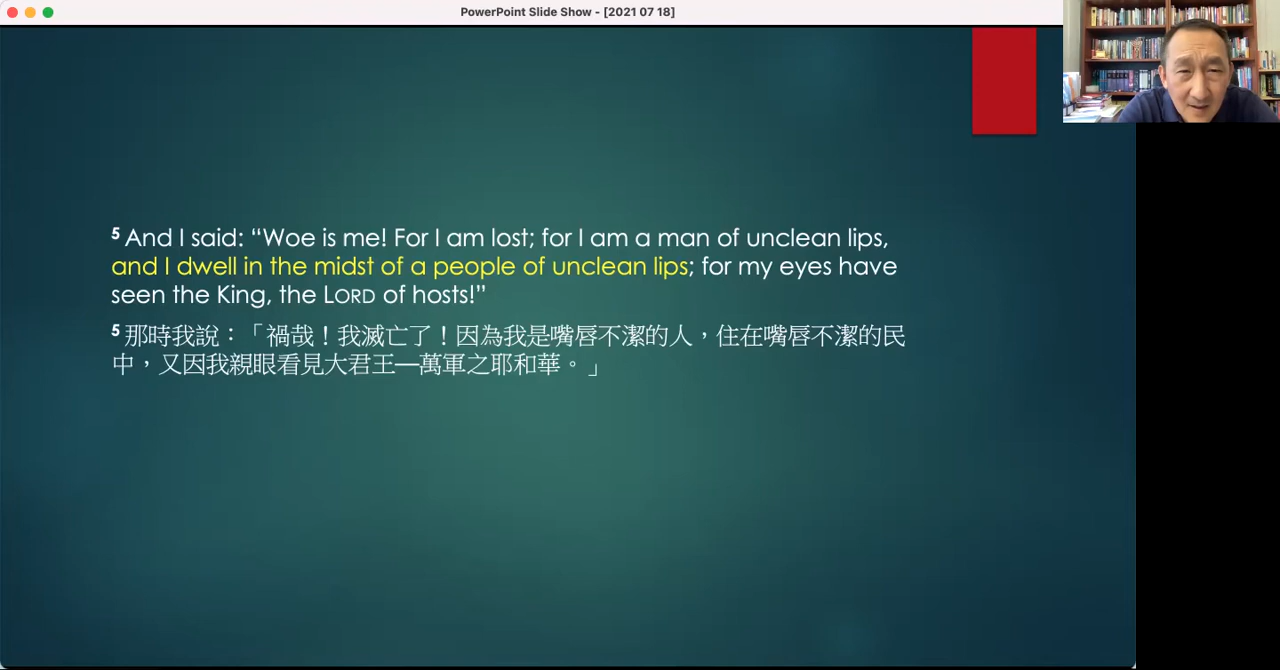 PowerPoint Slide Show - [2021 07 18]
5 And I said: “Woe is me! For I am lost; for I am a man of unclean lips,
and I dwell in the midst of a people of unclean lips; for my eyes have
seen the King, the LORD of hosts!”
5 那時我說：「禍哉！我滅亡了！因為我是嘴唇不潔的人，住在嘴唇不潔的民
中，又因我親眼看見大君王—萬軍之耶和華。」